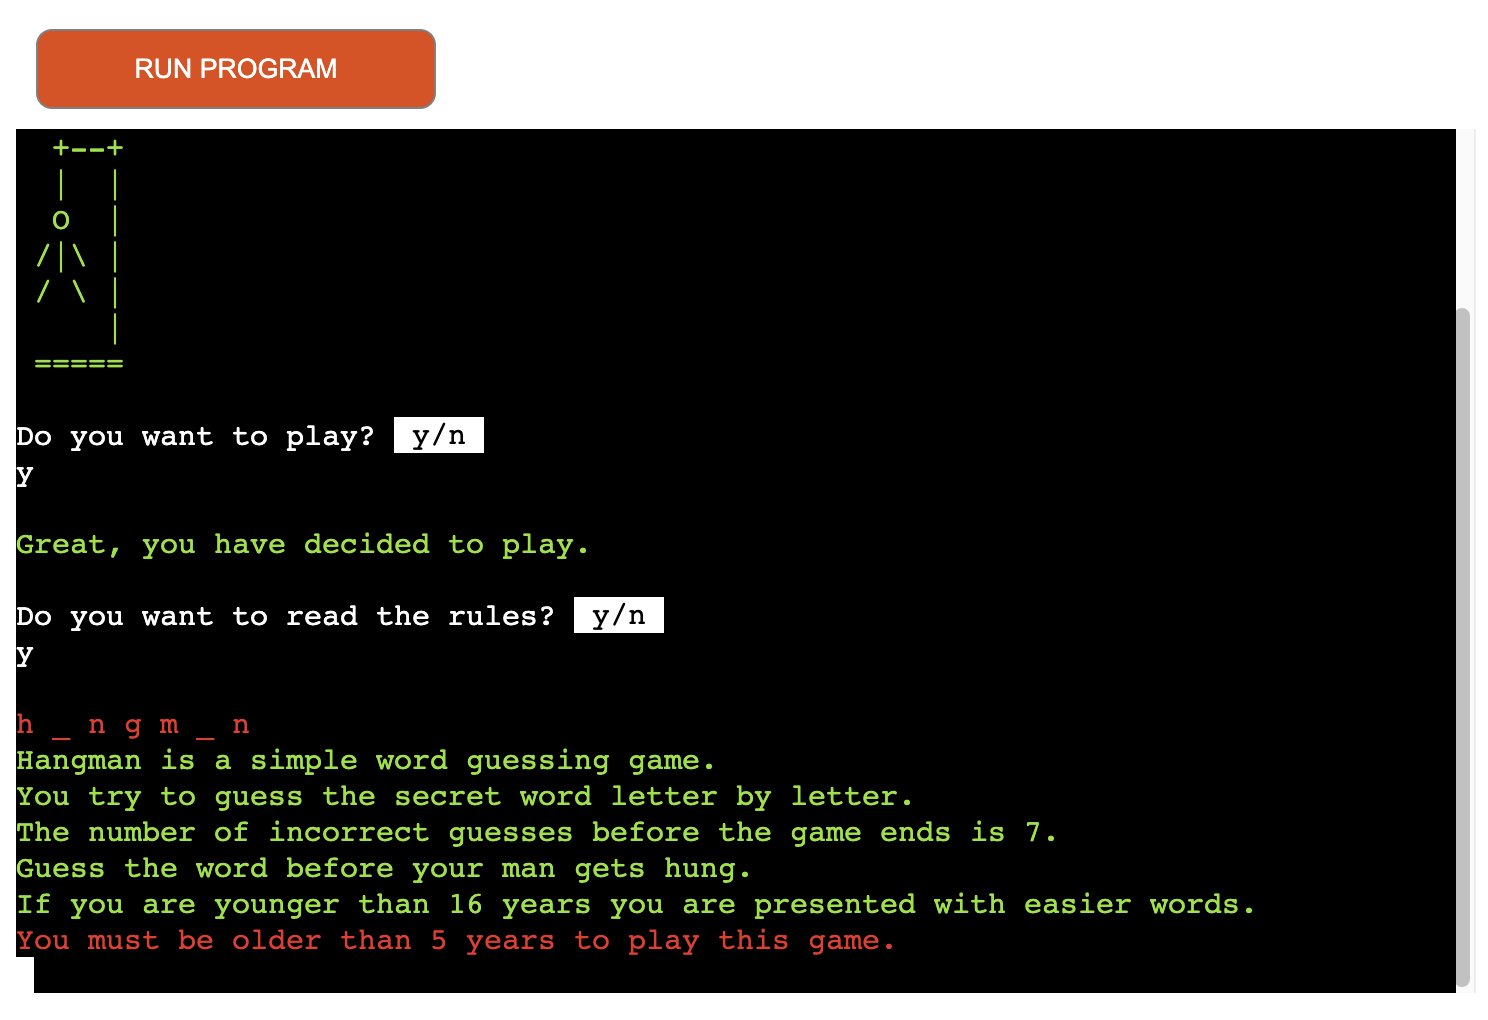 RUN PROGRAM
  +--+
  |  |
  o  |
 /|\ |
 / \ |
     |
 =====
Do you want to play? y/n
y
Great, you have decided to play.
Do you want to read the rules? y/n
y
h _ n g m _ n
Hangman is a simple word guessing game.
You try to guess the secret word letter by letter.
The number of incorrect guesses before the game ends is 7.
Guess the word before your man gets hung.
If you are younger than 16 years you are presented with easier words.
You must be older than 5 years to play this game.